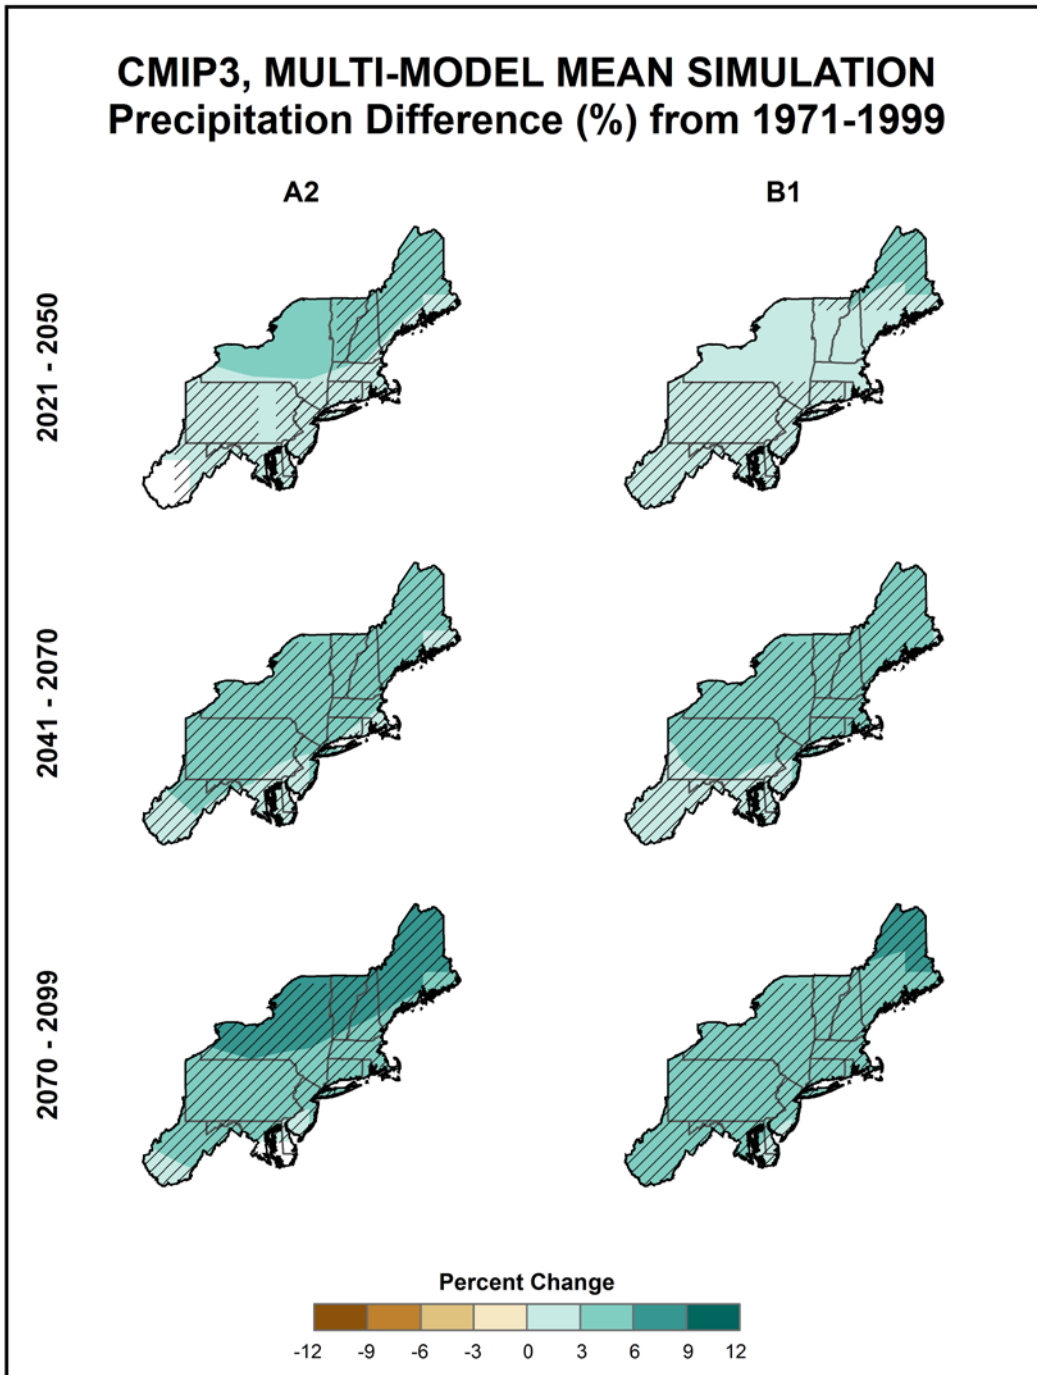 CMIP3, MULTI-MODEL MEAN SIMULATION
Precipitation Difference (%) from 1971-1999
A2
B1
2021 - 2050
2041 - 2070
2070 - 2099
Percent Change
-12 -9 -6 -3 0 3 6 9 12